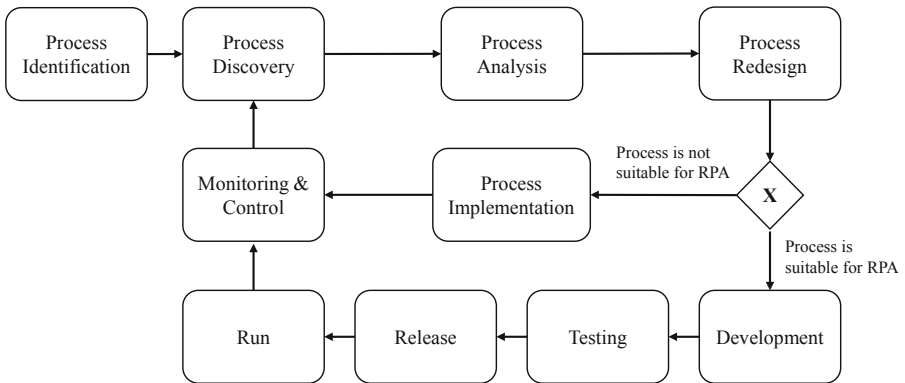 Process
Identification
Process
Discovery
Process
Analysis
Process
Redesign
Monitoring &
Control
Process
Implementation
Process is not
suitable for RPA
X
Process is
suitable for RPA
Run
Release
Testing
Development